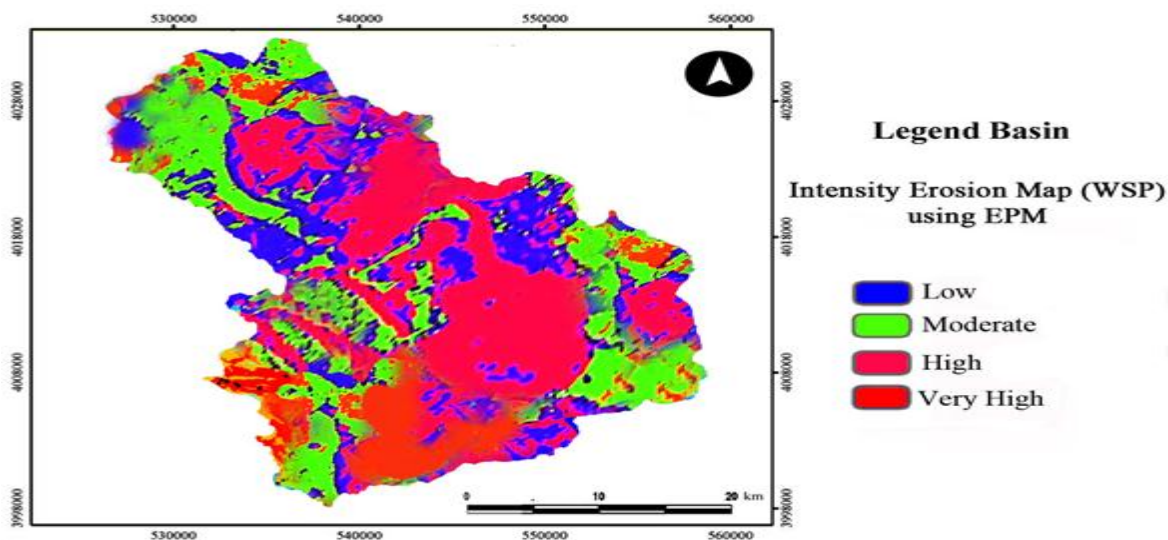 530000 540000 550000 560000
4028000 4028000
4018000 4018000
4008000 4008000
3998000 3998000
0 10 20 km
530000 540000 550000 560000
Legend Basin
Intensity Erosion Map (WSP)
using EPM
Low
Moderate
High
Very High